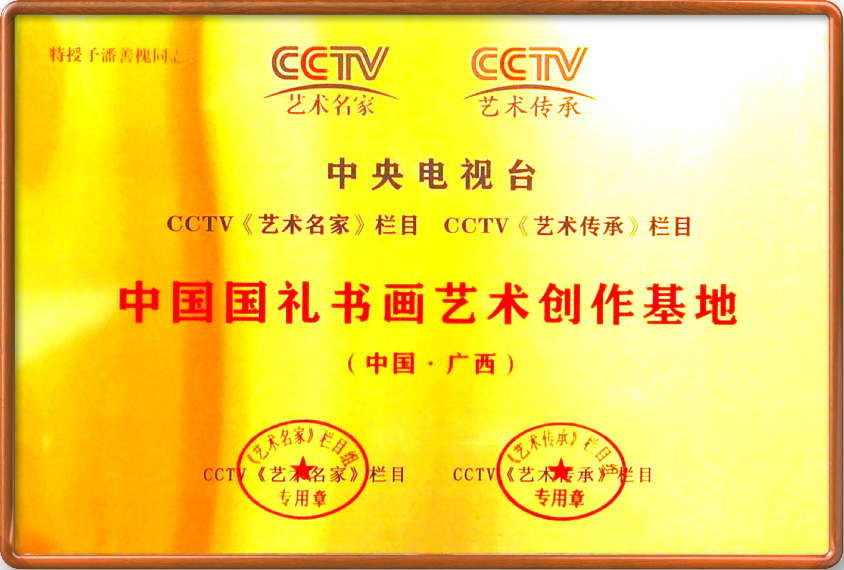 特授予潘善槐同志:
CCTV CCTV
艺术名家 艺术传承
中央电视台
CCTV《艺术名家》栏目 CCTV《艺术传承》栏目
中国国礼书画艺术创作基地
(中国·广西)
《艺术名家》栏目组 《艺术传承》栏目组
CCTV《艺术名家》栏目 CCTV《艺术传承》栏目
专用章 专用章